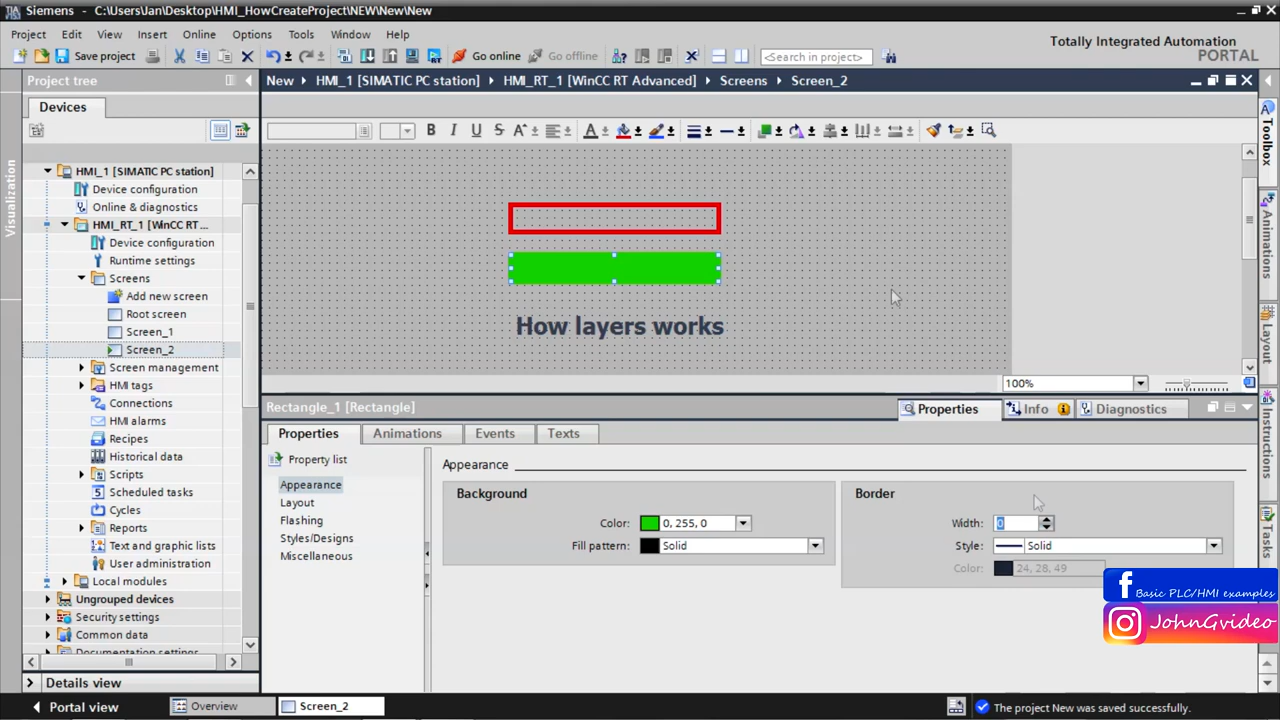 Siemens - C:\Users\Jan\Desktop\HMI_HowCreateProject\NEW\New\New
Project Edit View Insert Online Options Tools Window Help
Totally Integrated Automation
PORTAL
Save project
Go online
Go offline
<Search in project>
Project tree
New HMI_1 [SIMATIC PC station] HMI_RT_1 [WinCC RT Advanced] Screens Screen_2
Devices
Visualization
HMI_1 [SIMATIC PC station]
Device configuration
Online & diagnostics
HMI_RT_1 [WinCC RT ...
Device configuration
Runtime settings
Screens
Add new screen
Root screen
Screen_1
Screen_2
Screen management
HMI tags
Connections
HMI alarms
Recipes
Historical data
Scripts
Scheduled tasks
Cycles
Reports
Text and graphic lists
User administration
Local modules
Ungrouped devices
Security settings
Common data
Documentation settings
Details view
B I U S A A
How layers works
100%
Toolbox
Animations
Layout
Instructions
Tasks
Rectangle_1 [Rectangle]
Properties Info Diagnostics
Properties Animations Events Texts
Property list
Appearance
Layout
Flashing
Styles/Designs
Miscellaneous
Appearance
Background
Color: 0, 255, 0
Fill pattern: Solid
Border
Width: 0
Style: Solid
Color: 24, 28, 49
f Basic PLC/HMI examples
JohnGvideo
Portal view Overview Screen_2
The project New was saved successfully.